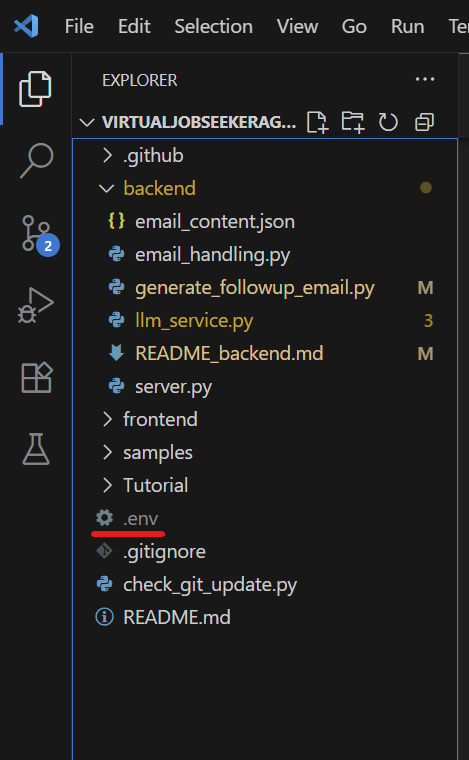 File Edit Selection View Go Run Te
EXPLORER
VIRTUALJOBSEEKERAG...
.github
backend
{} email_content.json
email_handling.py
generate_followup_email.py M
2
llm_service.py 3
README_backend.md M
server.py
frontend
samples
Tutorial
.env
.gitignore
check_git_update.py
README.md